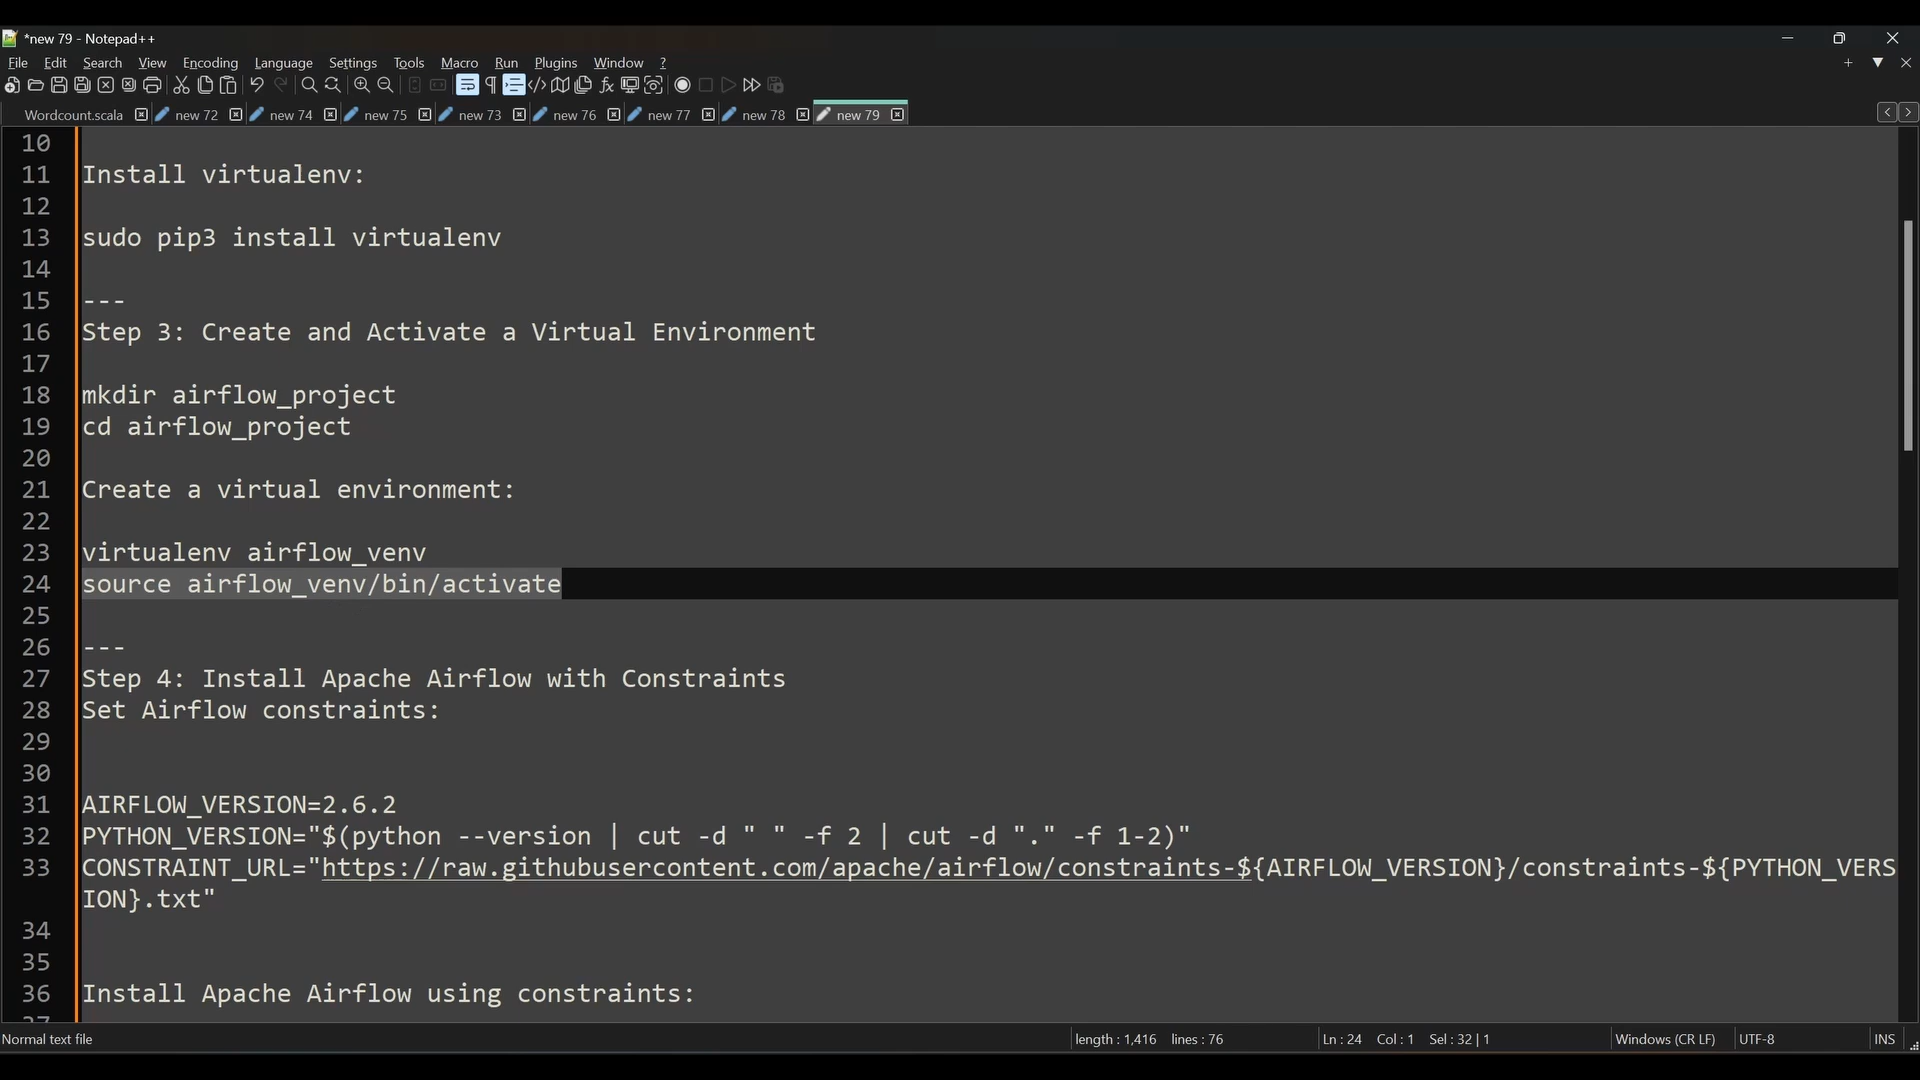 *new 79 - Notepad++
File Edit Search View Encoding Language Settings Tools Macro Run Plugins Window ?
Wordcount.scala new 72 new 74 new 75 new 73 new 76 new 77 new 78 new 79
10
11 Install virtualenv:
12
13 sudo pip3 install virtualenv
14
15 ---
16 Step 3: Create and Activate a Virtual Environment
17
18 mkdir airflow_project
19 cd airflow_project
20
21 Create a virtual environment:
22
23 virtualenv airflow_venv
24 source airflow_venv/bin/activate
25
26 ---
27 Step 4: Install Apache Airflow with Constraints
28 Set Airflow constraints:
29
30
31 AIRFLOW_VERSION=2.6.2
32 PYTHON_VERSION="$(python --version | cut -d " " -f 2 | cut -d "." -f 1-2)"
33 CONSTRAINT_URL="https://raw.githubusercontent.com/apache/airflow/constraints-${AIRFLOW_VERSION}/constraints-${PYTHON_VERS
ION}.txt"
34
35
36 Install Apache Airflow using constraints:
37
Normal text file length : 1,416 lines : 76 Ln : 24 Col : 1 Sel : 32 | 1 Windows (CR LF) UTF-8 INS